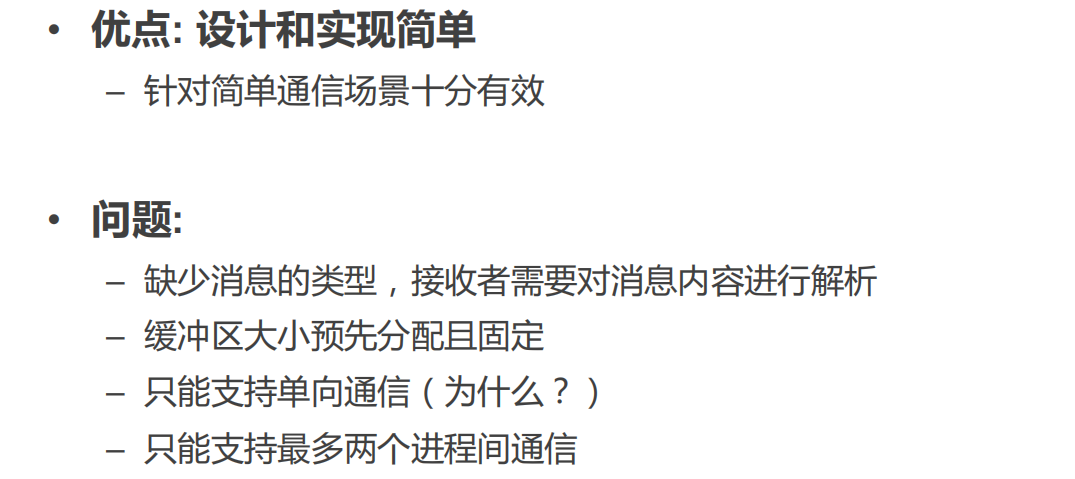 • 优点: 设计和实现简单
– 针对简单通信场景十分有效
• 问题:
– 缺少消息的类型，接收者需要对消息内容进行解析
– 缓冲区大小预先分配且固定
– 只能支持单向通信（为什么？）
– 只能支持最多两个进程间通信